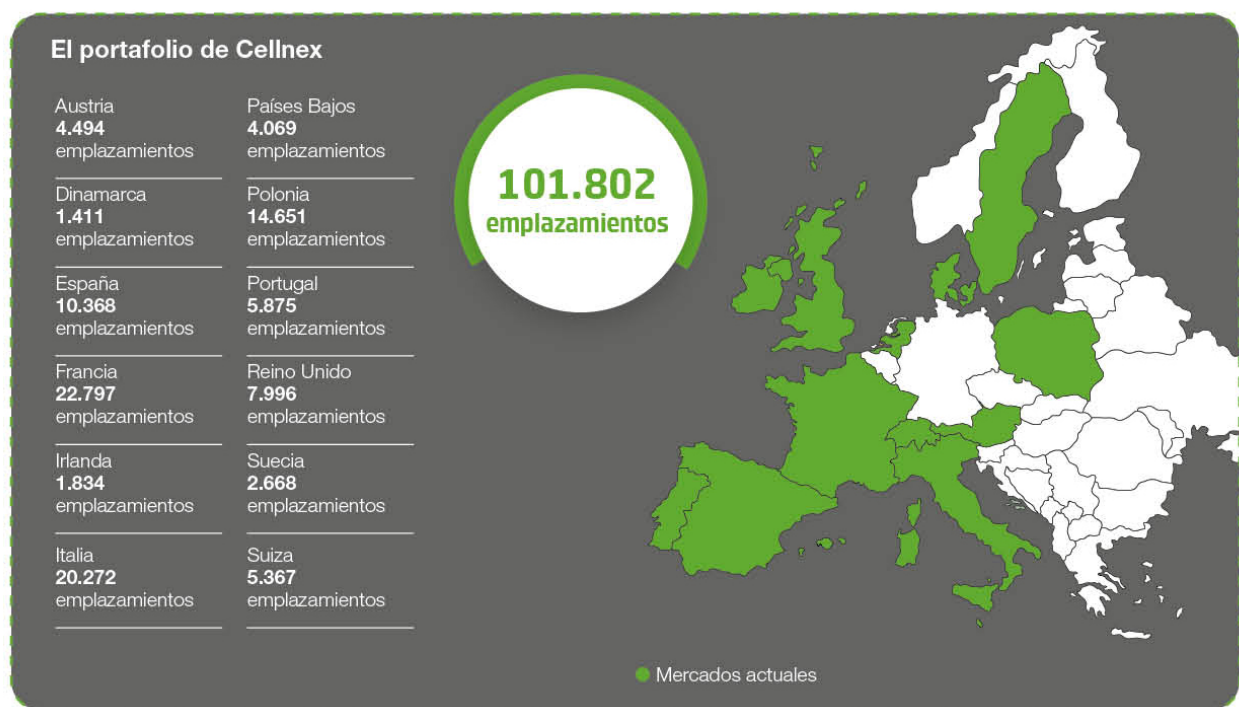 El portafolio de Cellnex
Austria
4.494
emplazamientos
Países Bajos
4.069
emplazamientos
Dinamarca
1.411
emplazamientos
Polonia
14.651
emplazamientos
España
10.368
emplazamientos
Portugal
5.875
emplazamientos
Francia
22.797
emplazamientos
Reino Unido
7.996
emplazamientos
Irlanda
1.834
emplazamientos
Suecia
2.668
emplazamientos
Italia
20.272
emplazamientos
Suiza
5.367
emplazamientos
101.802
emplazamientos
Mercados actuales